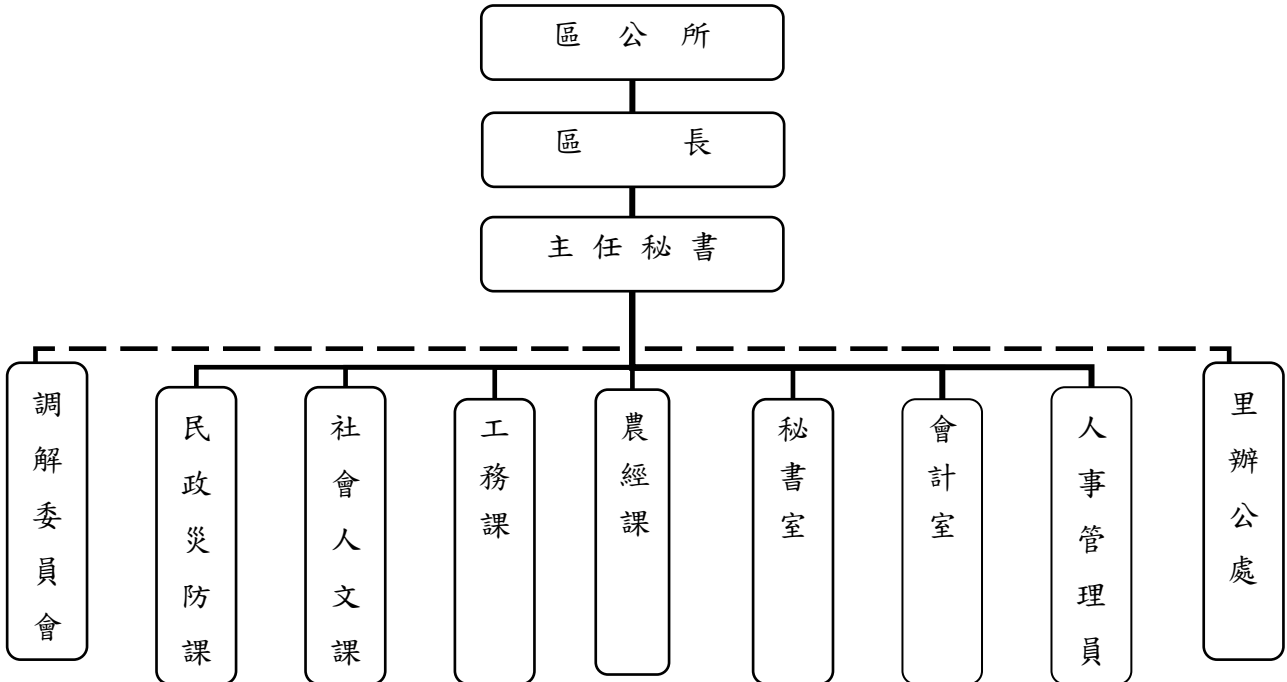 區公所
區長
主任秘書
調解委員會
民政災防課
社會人文課
工務課
農經課
秘書室
會計室
人事管理員
里辦公處